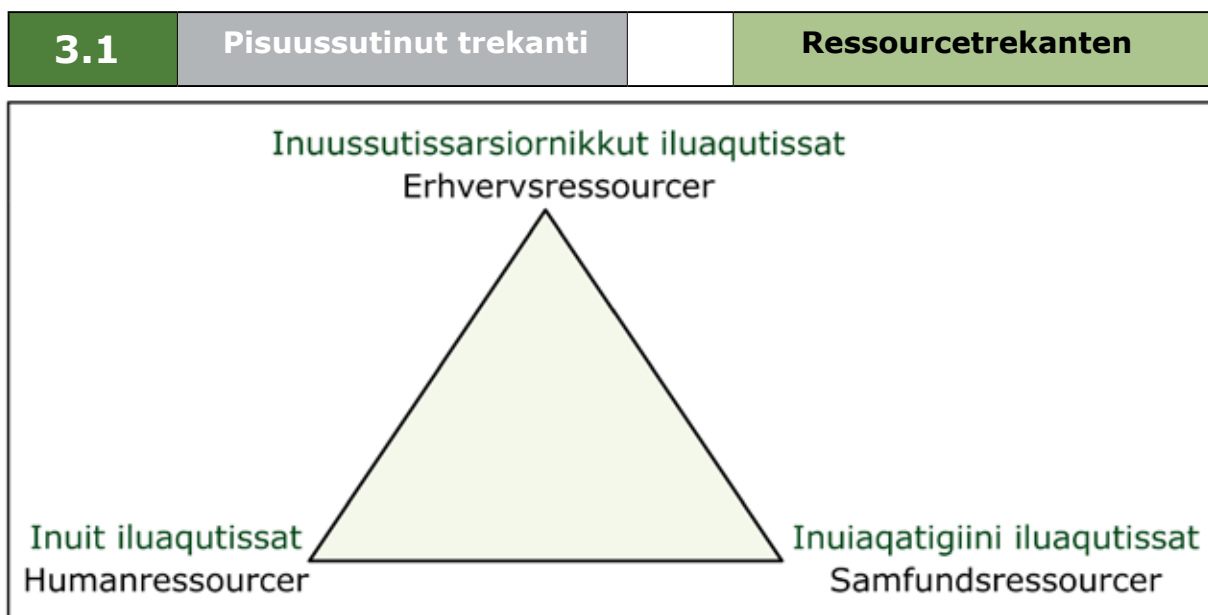 3.1 Pisuussutinut trekanti Ressourcetrekanten
Inuussutissarsiornikkut iluaqutissat
Erhvervsressourcer
Inuit iluaqutissat
Humanressourcer
Inuiaqatigiini iluaqutissat
Samfundsressourcer